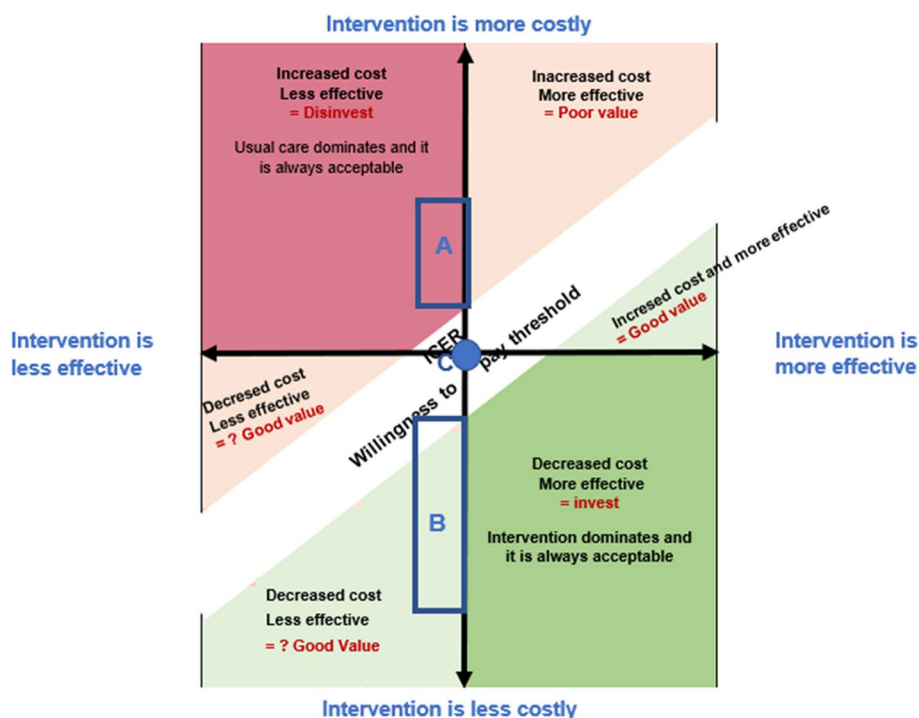 Intervention is more costly
Increased cost
Less effective
= Disinvest
Usual care dominates and it
is always acceptable
Inacreased cost
More effective
= Poor value
A
Incresed cost and more effective
= Good value
Intervention is
less effective
ICER
C
Willingness to pay threshold
Intervention is
more effective
Decresed cost
Less effective
= ? Good value
B
Decreased cost
More effective
= invest
Intervention dominates and
it is always acceptable
Decreased cost
Less effective
= ? Good Value
Intervention is less costly